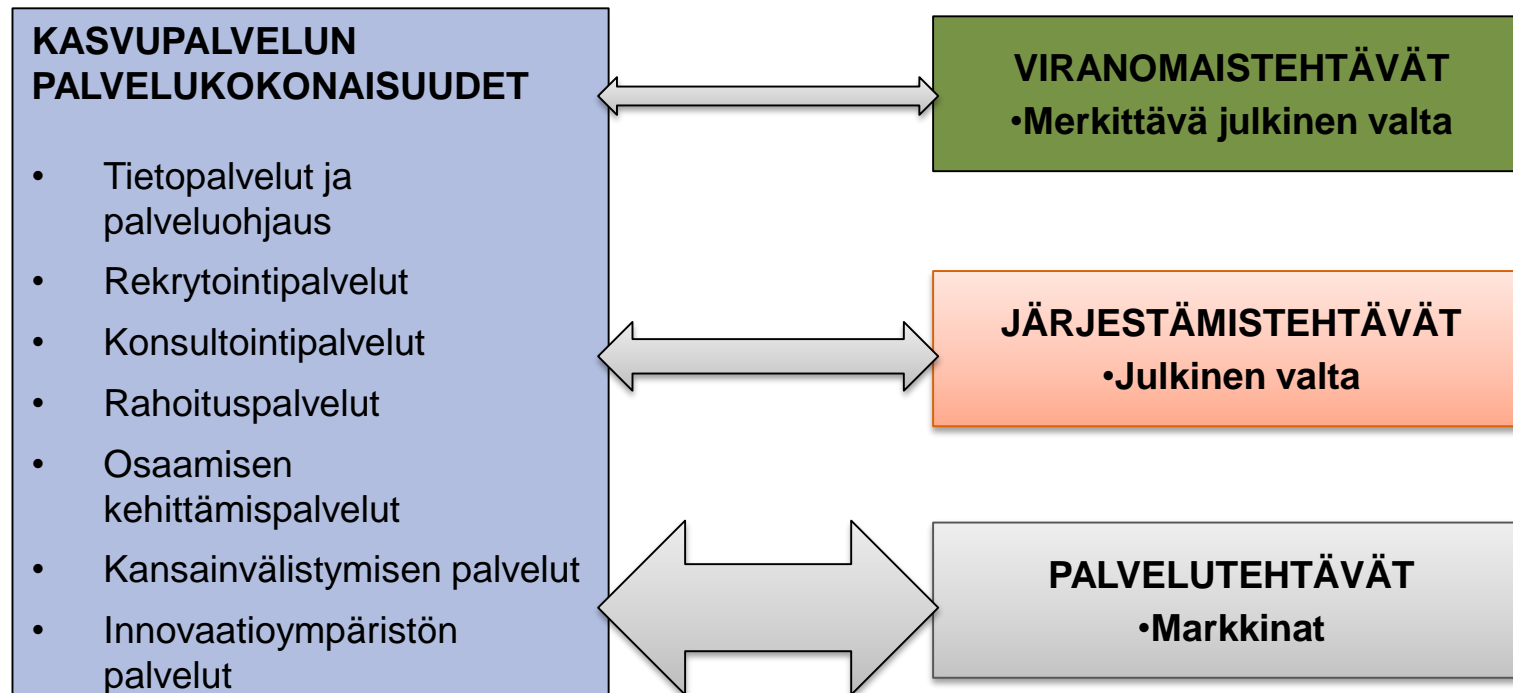 KASVUPALVELUN
PALVELUKOKONAISUUDET
• Tietopalvelut ja
palveluohjaus
• Rekrytointipalvelut
• Konsultointipalvelut
• Rahoituspalvelut
• Osaamisen
kehittämispalvelut
• Kansainvälistymisen palvelut
• Innovaatioympäristön
palvelut
VIRANOMAISTEHTÄVÄT
•Merkittävä julkinen valta
JÄRJESTÄMISTEHTÄVÄT
•Julkinen valta
PALVELUTEHTÄVÄT
•Markkinat